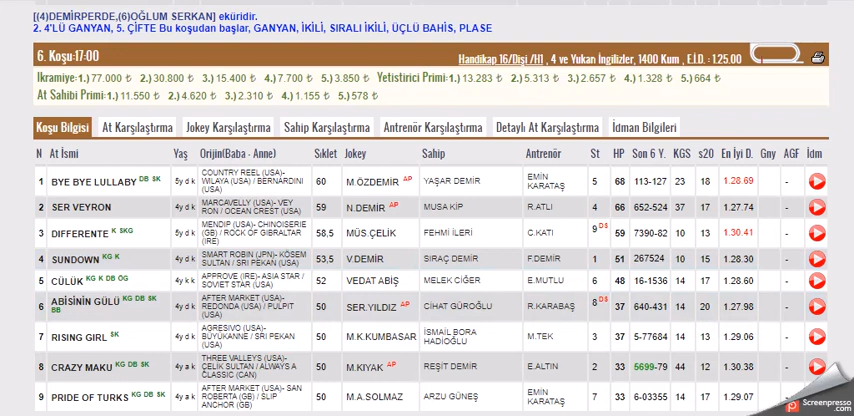 [(4)DEMİRPERDE,(6)OĞLUM SERKAN] eküridir.
2. 4'LÜ GANYAN, 5. ÇİFTE Bu koşudan başlar, GANYAN, İKİLİ, SIRALI İKİLİ, ÜÇLÜ BAHİS, PLASE
6. Koşu:17:00 Handikap 16/Dişi /H1 , 4 ve Yukarı İngilizler, 1400 Kum , E.İ.D. : 1.25.00
İkramiye:1.) 77.000 ₺ 2.) 30.800 ₺ 3.) 15.400 ₺ 4.) 7.700 ₺ 5.) 3.850 ₺ Yetistirici Primi:1.) 13.283 ₺ 2.) 5.313 ₺ 3.) 2.657 ₺ 4.) 1.328 ₺ 5.) 664 ₺
At Sahibi Primi:1.) 11.550 ₺ 2.) 4.620 ₺ 3.) 2.310 ₺ 4.) 1.155 ₺ 5.) 578 ₺
Koşu Bilgisi At Karşılaştırma Jokey Karşılaştırma Sahip Karşılaştırma Antrenör Karşılaştırma Detaylı At Karşılaştırma İdman Bilgileri
N At İsmi Yaş Orijin(Baba - Anne) Sıklet Jokey Sahip Antrenör St HP Son 6 Y. KGS s20 En İyi D. Gny AGF İdm
1 BYE BYE LULLABY DB SK 5y d k COUNTRY REEL (USA)- WILAYA (USA) / BERNARDINI (USA) 60 M.ÖZDEMİR AP YAŞAR DEMİR EMİN KARATAŞ 5 68 113-127 23 18 1.28.69 -
2 SER VEYRON 4y d k MARCAVELLY (USA)- VEY RON / OCEAN CREST (USA) 59 N.DEMİR AP MUSA KIP R.ATLI 4 66 652-524 37 17 1.27.74 -
3 DIFFERENTE K SKG 5y d k MENDIP (USA)- CHINOISERIE (GB) / ROCK OF GIBRALTAR (IRE) 58,5 MÜS.ÇELİK FEHMİ İLERİ C.KATI 9 DS 59 7390-82 10 13 1.30.41 -
4 SUNDOWN KG K 4y d k SMART ROBIN (JPN)- KÖSEM SULTAN / SRI PEKAN (USA) 53,5 V.DEMİR SIRAÇ DEMİR F.DEMİR 1 51 267524 10 15 1.28.30 -
5 CÜLÜK KG K DB ÖG 4y k k APPROVE (IRE)- ASIA STAR / SOVIET STAR (USA) 52 VEDAT ABIŞ MELEK CİĞER E.MUTLU 6 48 16-1536 14 17 1.28.60 -
6 ABİSİNİN GÜLÜ KG DB SK BB 4y d k AFTER MARKET (USA)- REDONDA (USA) / PULPIT (USA) 50 SER.YILDIZ AP CİHAT GÜROĞLU R.KARABAŞ 8 DS 37 640-431 14 20 1.27.98 -
7 RISING GIRL SK 4y d k AGRESIVO (USA)- BÜYÜKANNE / SRI PEKAN (USA) 50 M.K.KUMBASAR İSMAİL BORA HADİOĞLU M.TEK 3 37 5-77684 14 13 1.29.06 -
8 CRAZY MAKU KG DB SK 4y a k THREE VALLEYS (USA)- ÇELİK SULTAN / ALWAYS A CLASSIC (CAN) 50 M.KIYAK AP REŞİT DEMİR E.ALTIN 2 33 5699-79 44 12 1.30.38 -
9 PRIDE OF TURKS KG DB SK 4y a k AFTER MARKET (USA)- SAN ROBERTA (GB) / SLIP ANCHOR (GB) 50 M.A.SOLMAZ ARZU GÜNEŞ EMİN KARATAŞ 7 33 6-03355 14 17 1.29.07 -
Screenpresso
.com